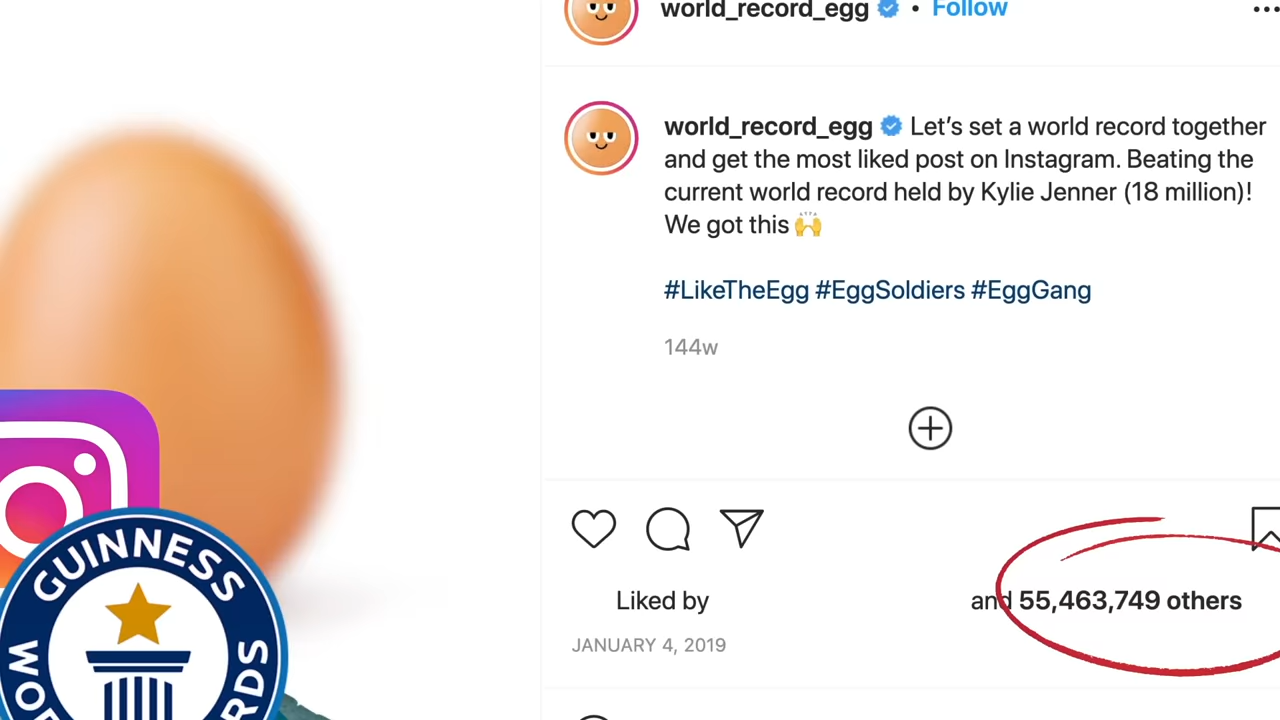 world_record_egg • Follow
world_record_egg Let’s set a world record together
and get the most liked post on Instagram. Beating the
current world record held by Kylie Jenner (18 million)!
We got this 🙌
#LikeTheEgg #EggSoldiers #EggGang
144w
Liked by and 55,463,749 others
JANUARY 4, 2019
GUINNESS